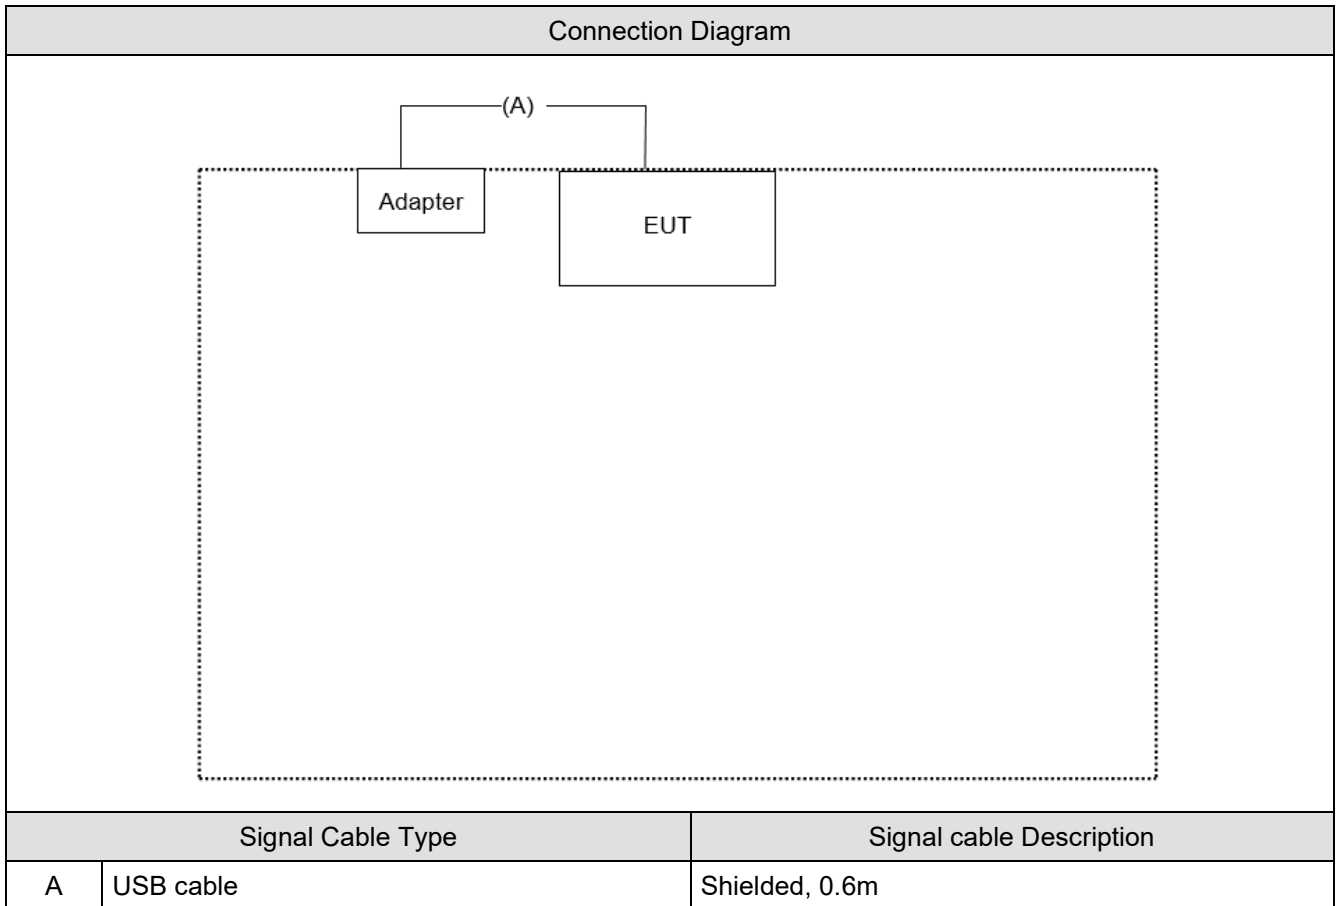 Connection Diagram
(A)
Adapter
EUT
Signal Cable Type Signal cable Description
A USB cable Shielded, 0.6m